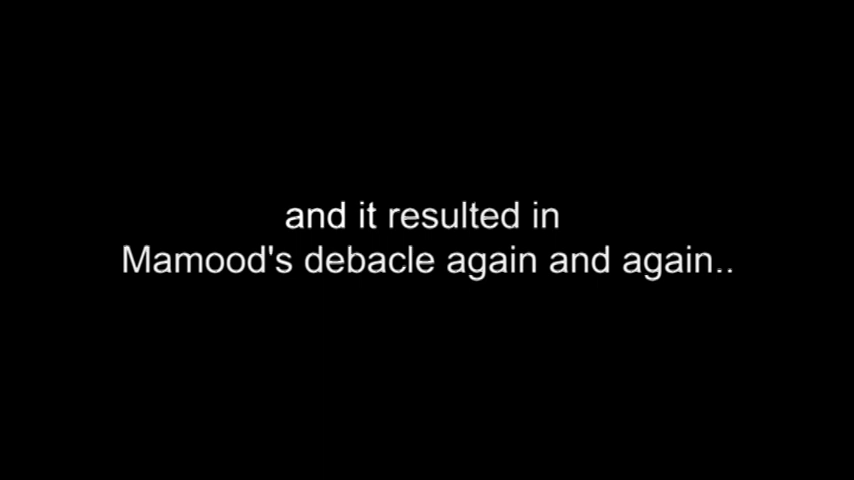 and it resulted in
Mamood's debacle again and again..